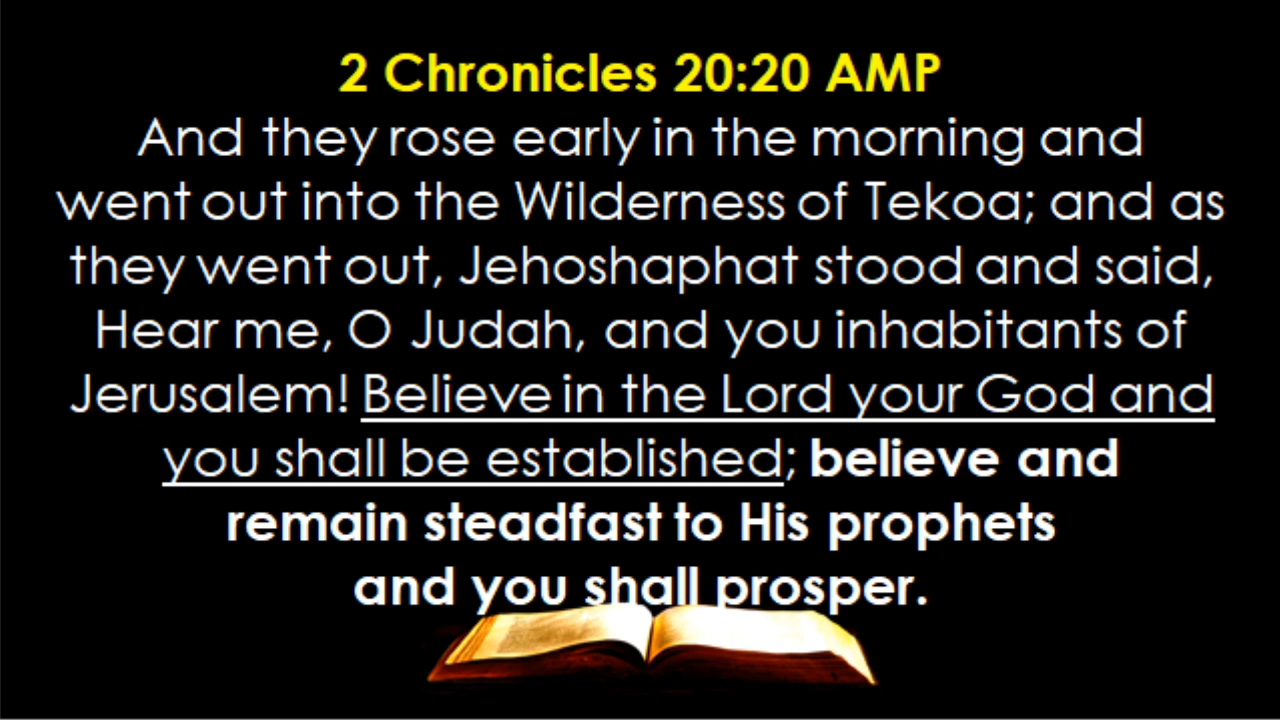 2 Chronicles 20:20 AMP
And they rose early in the morning and
went out into the Wilderness of Tekoa; and as
they went out, Jehoshaphat stood and said,
Hear me, O Judah, and you inhabitants of
Jerusalem! Believe in the Lord your God and
you shall be established; believe and
remain steadfast to His prophets
and you shall prosper.